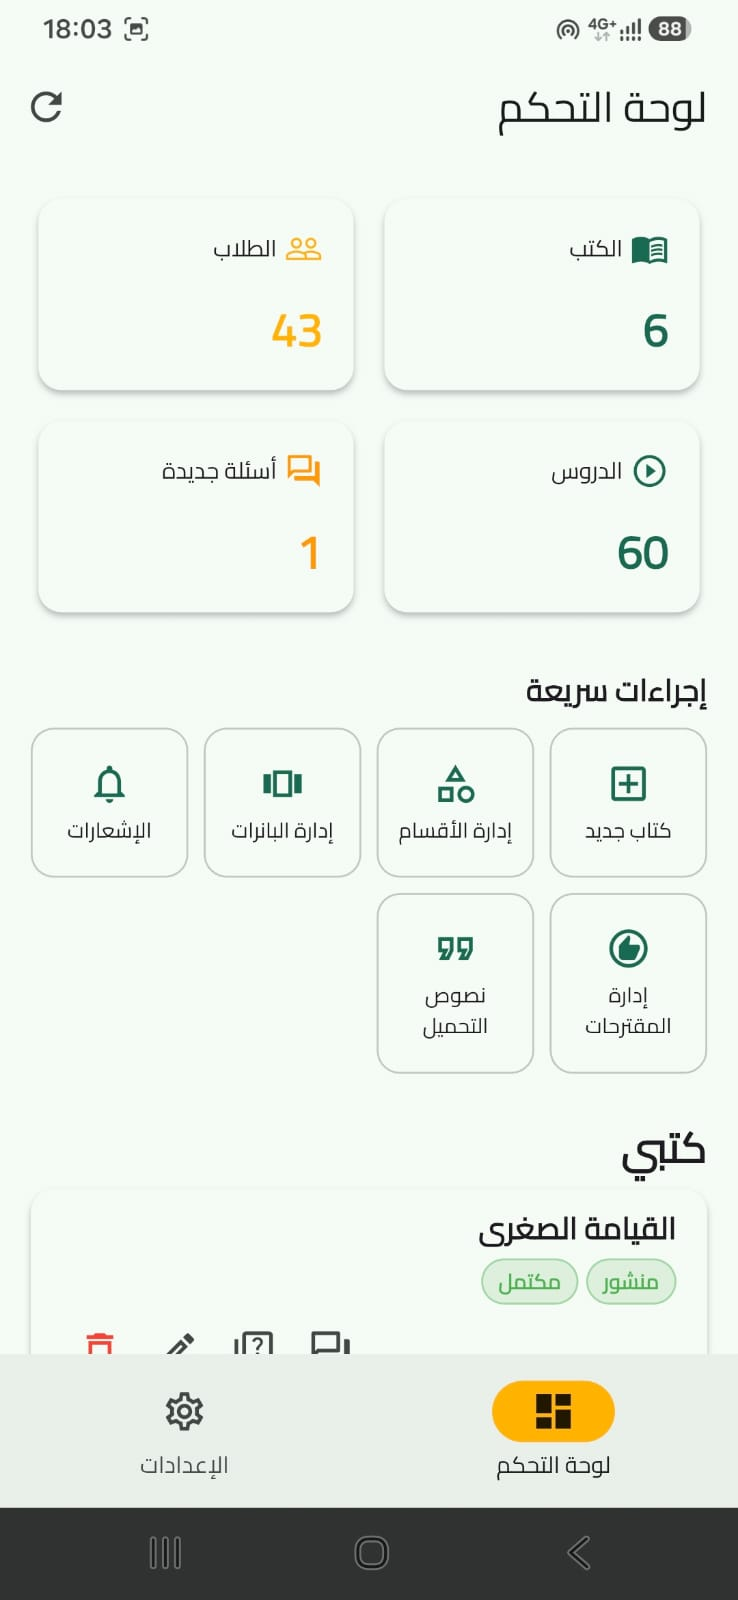 18:03
4G+
88
لوحة التحكم
الكتب
6
الطلاب
43
الدروس
60
أسئلة جديدة
1
إجراءات سريعة
كتاب جديد
إدارة الأقسام
إدارة البانرات
الإشعارات
إدارة
المقترحات
نصوص
التحميل
كتبي
القيامة الصغرى
منشور
مكتمل
لوحة التحكم
الإعدادات